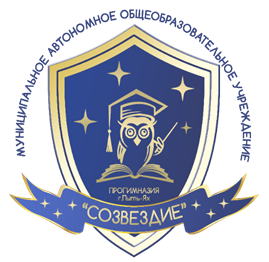 МУНИЦИПАЛЬНОЕ АВТОНОМНОЕ ОБЩЕОБРАЗОВАТЕЛЬНОЕ УЧРЕЖДЕНИЕ
ПРОГИМНАЗИЯ
г.Пыть-Ях
"СОЗВЕЗДИЕ"